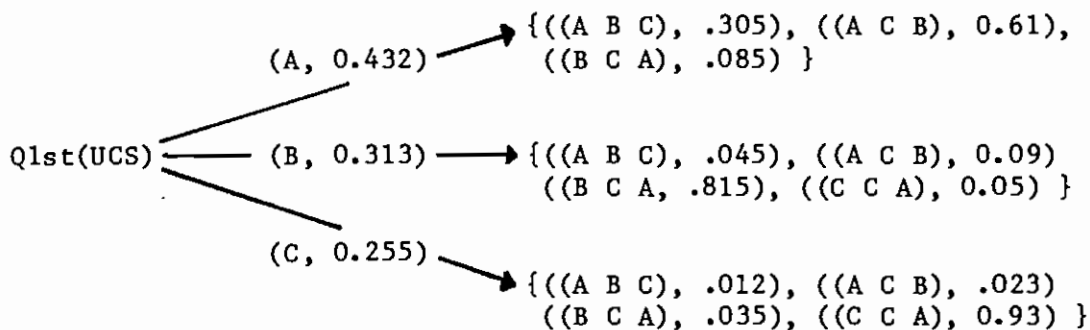 {((A B C), .305), ((A C B), 0.61),
(A, 0.432)
((B C A), .085) }
Qlst(UCS)
(B, 0.313)
{((A B C), .045), ((A C B), 0.09)
((B C A, .815), ((C C A), 0.05) }
(C, 0.255)
{((A B C), .012), ((A C B), .023)
((B C A), .035), ((C C A), 0.93) }